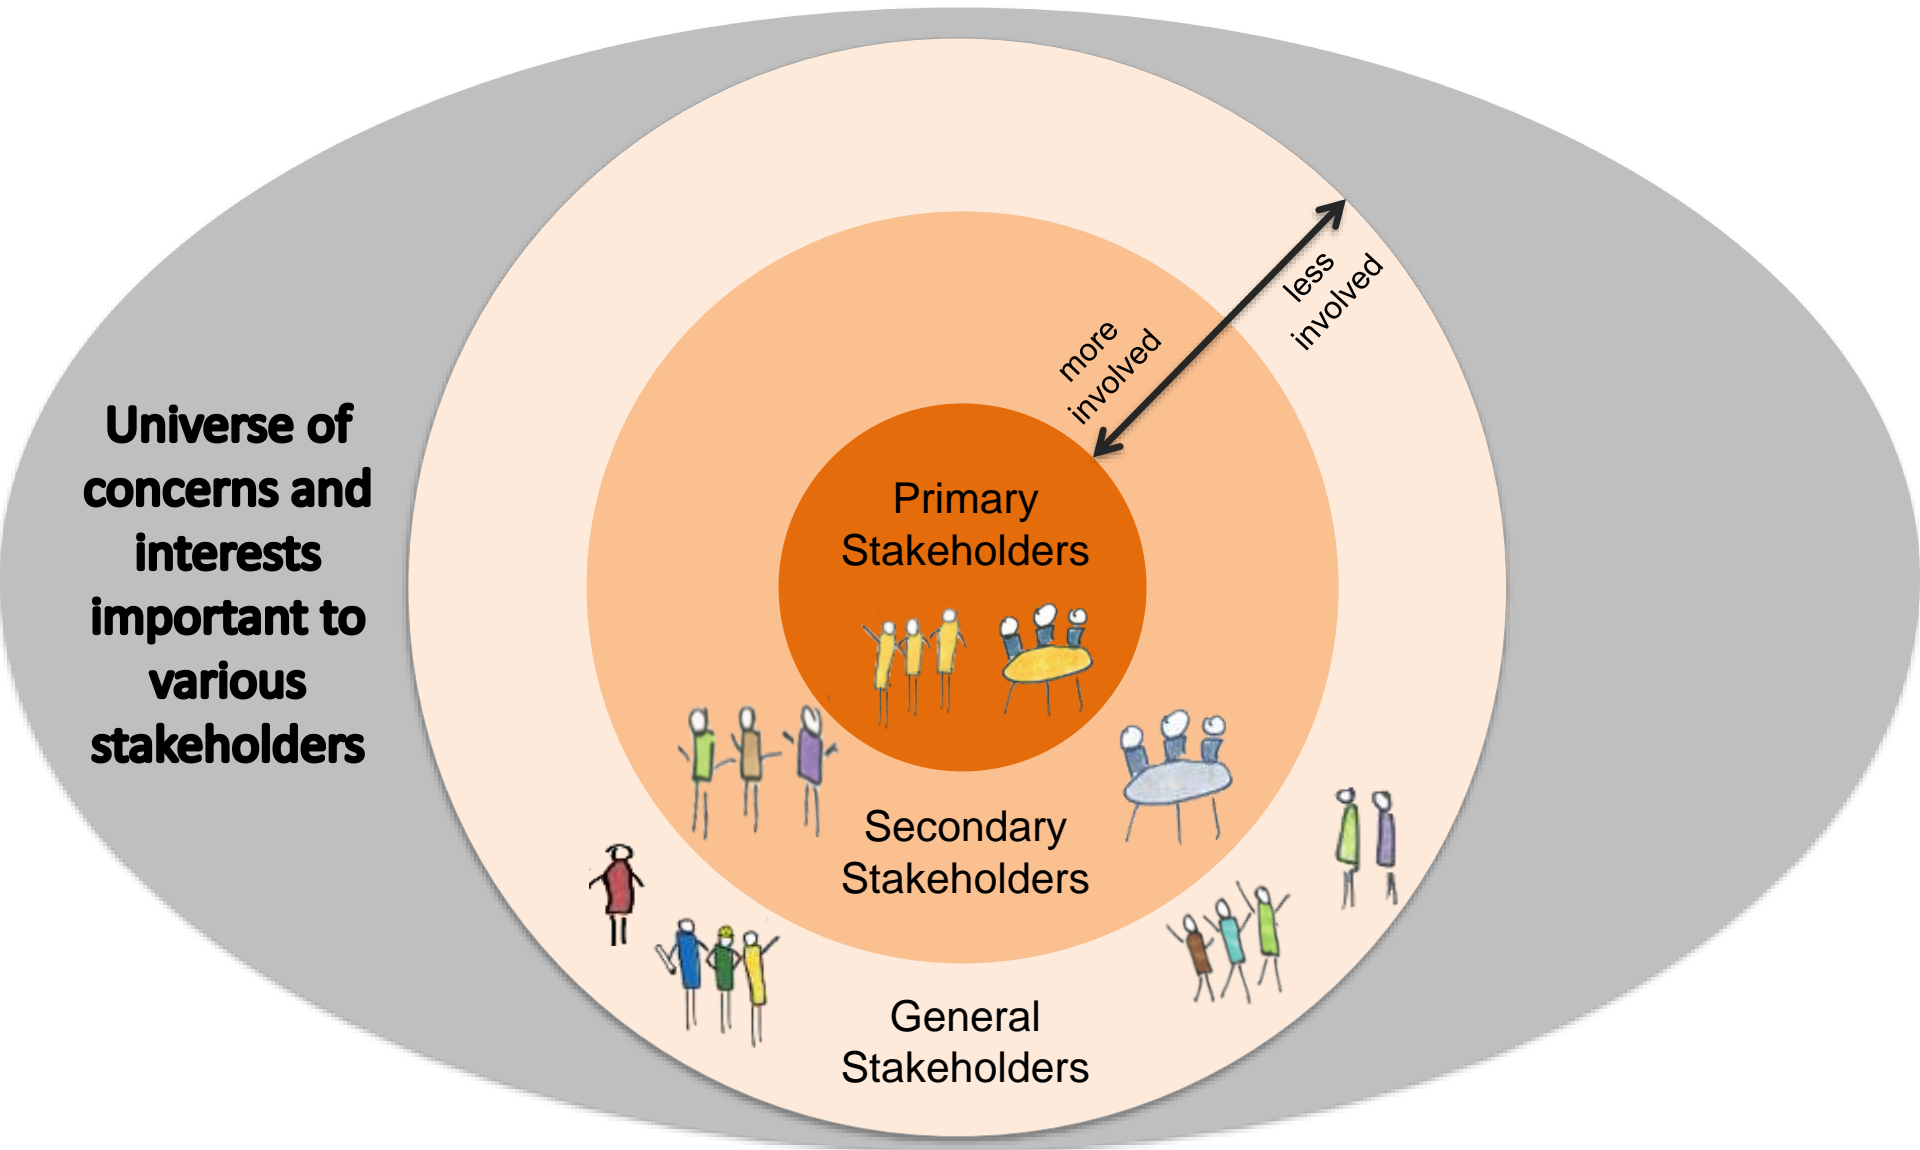 Universe of
concerns and
interests
important to
various
stakeholders
more
involved
less
involved
Primary
Stakeholders
Secondary
Stakeholders
General
Stakeholders